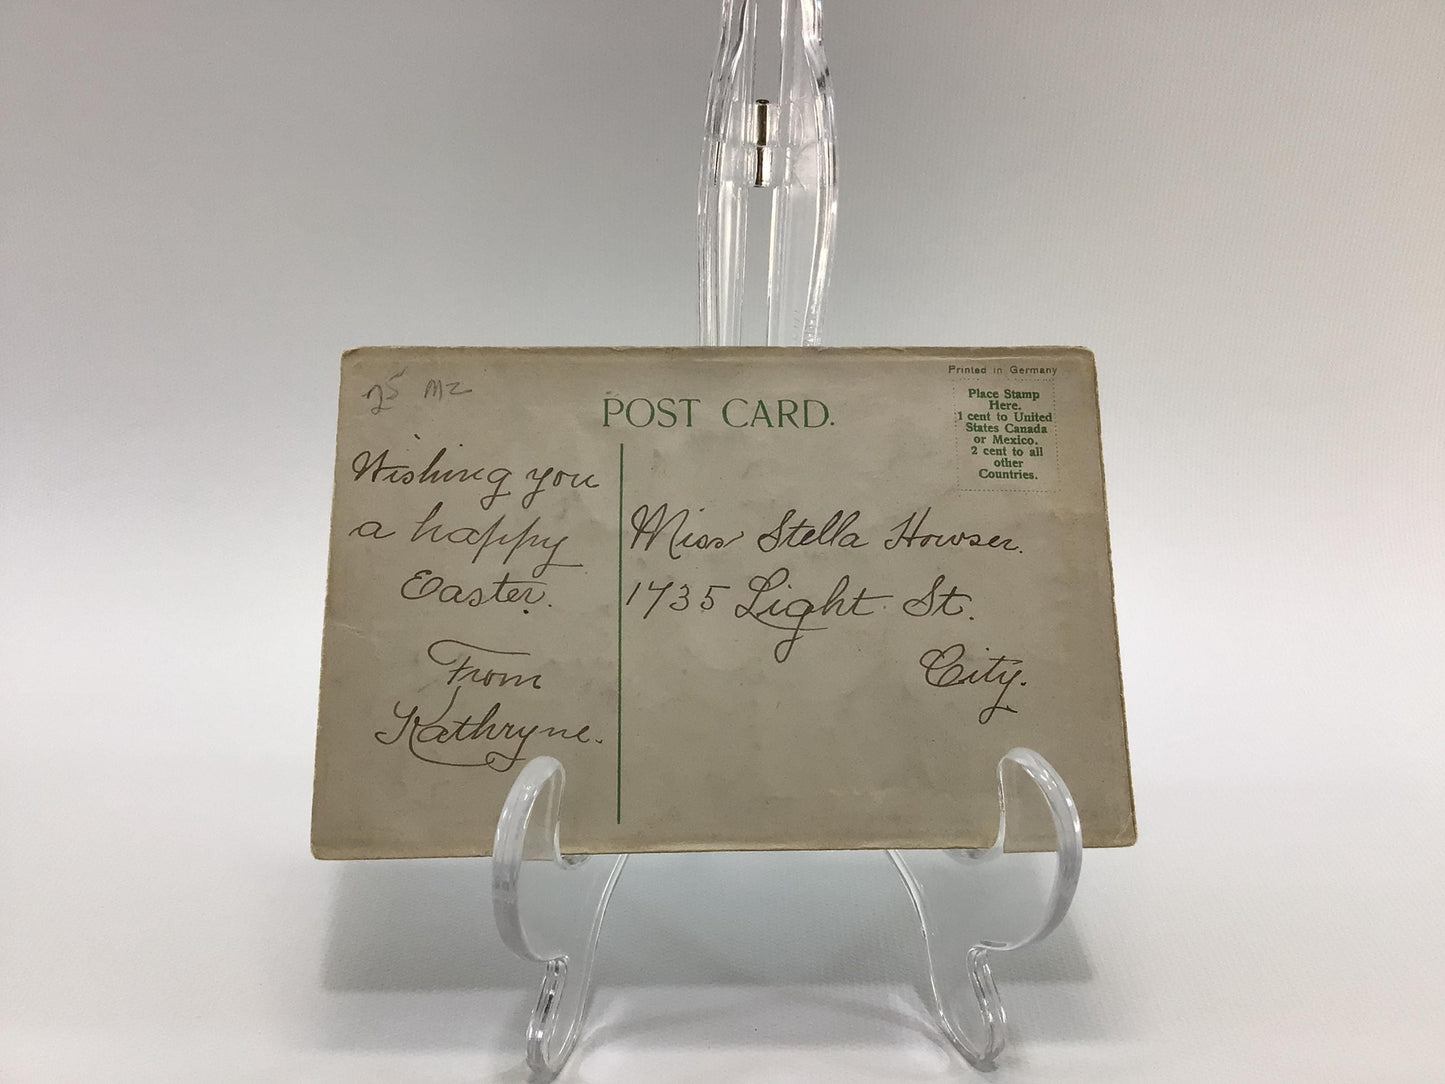 25 MZ
POST CARD.
Printed in Germany
Place Stamp
Here.
1 cent to United
States Canada
or Mexico.
2 cent to all
other
Countries.
Wishing you
a happy
Easter.
From
Kathryne.
Miss Stella Howser.
1735 Light St.
City.